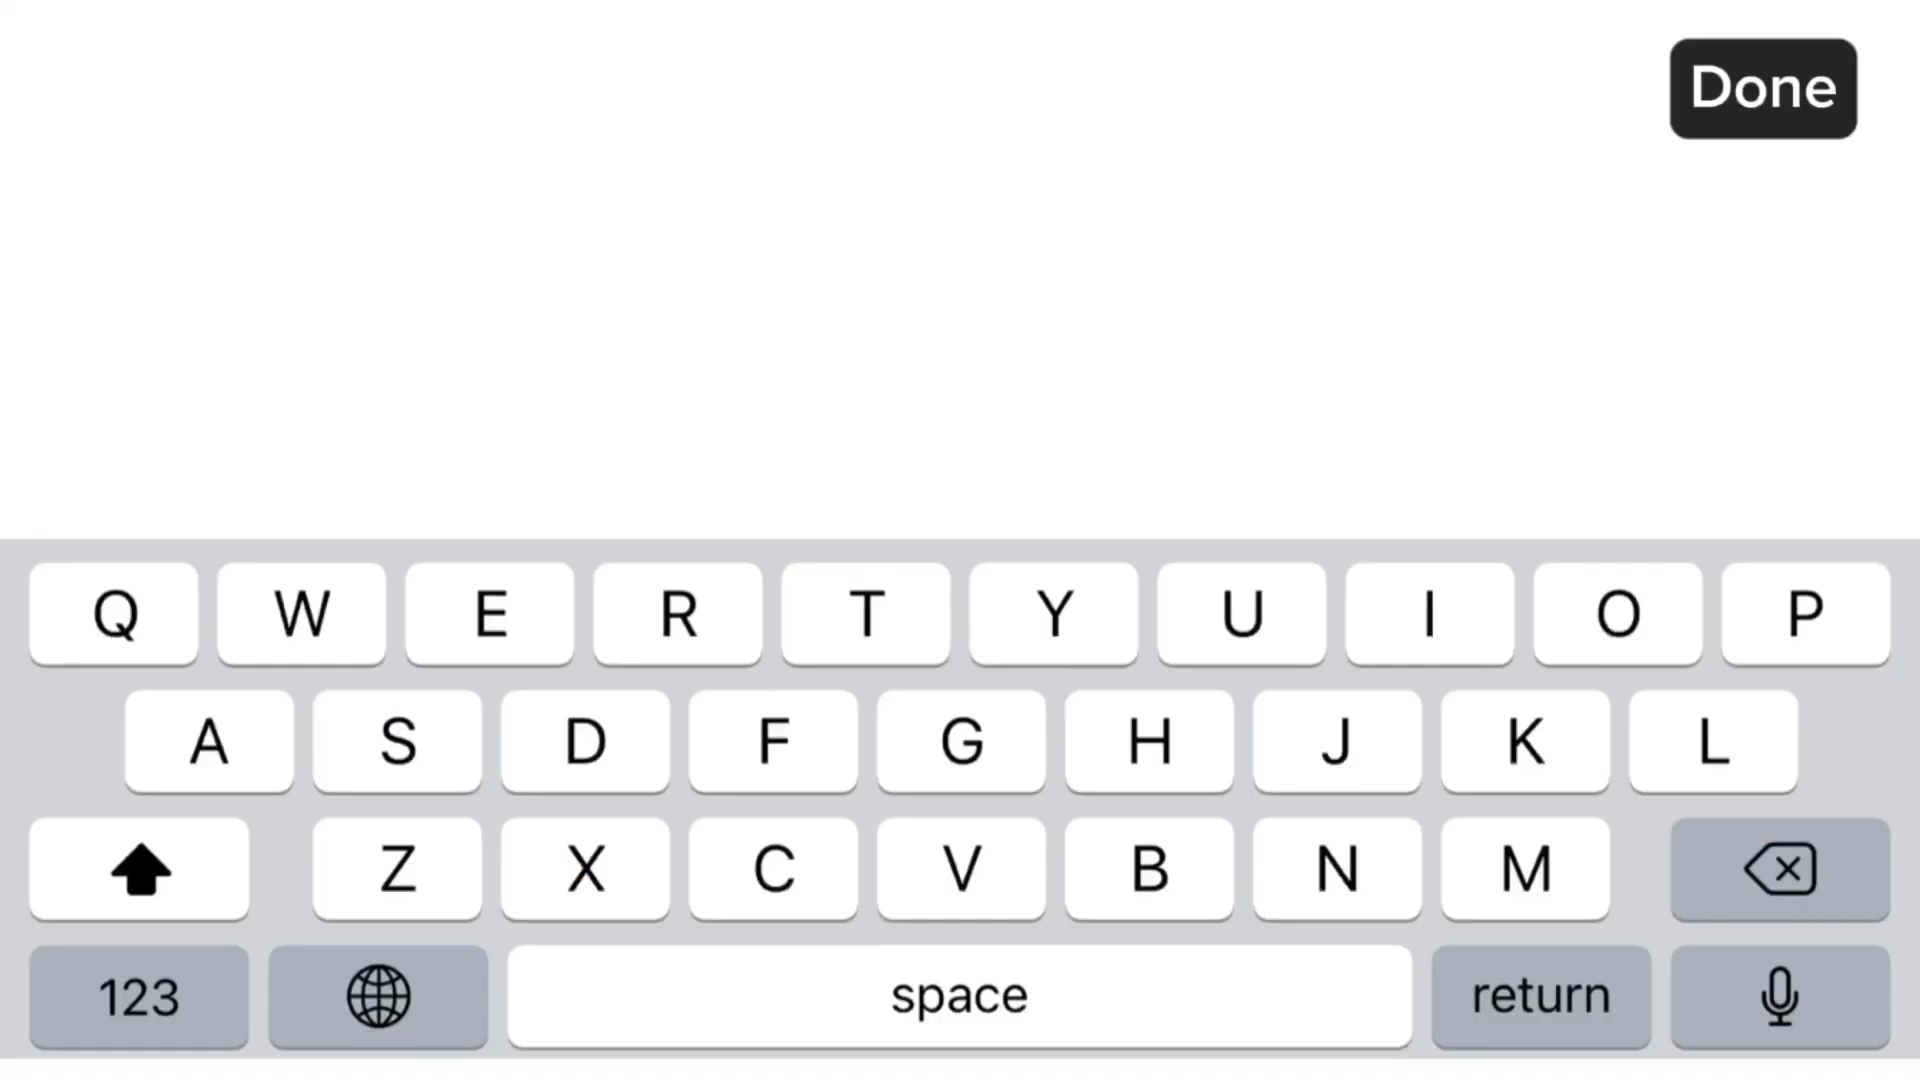 Done
Q W E R T Y U I O P
A S D F G H J K L
Z X C V B N M
123 space return